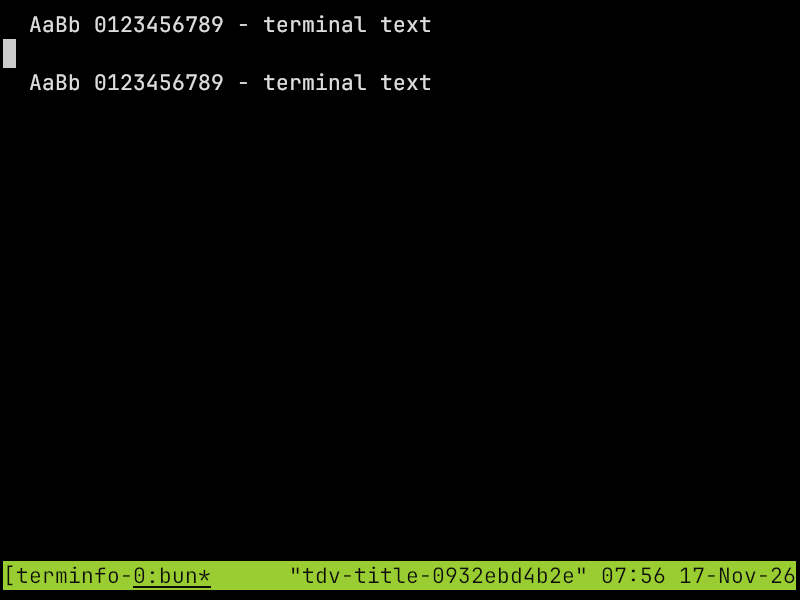 AaBb 0123456789 - terminal text
AaBb 0123456789 - terminal text
[terminfo-0:bun* "tdv-title-0932ebd4b2e" 07:56 17-Nov-26